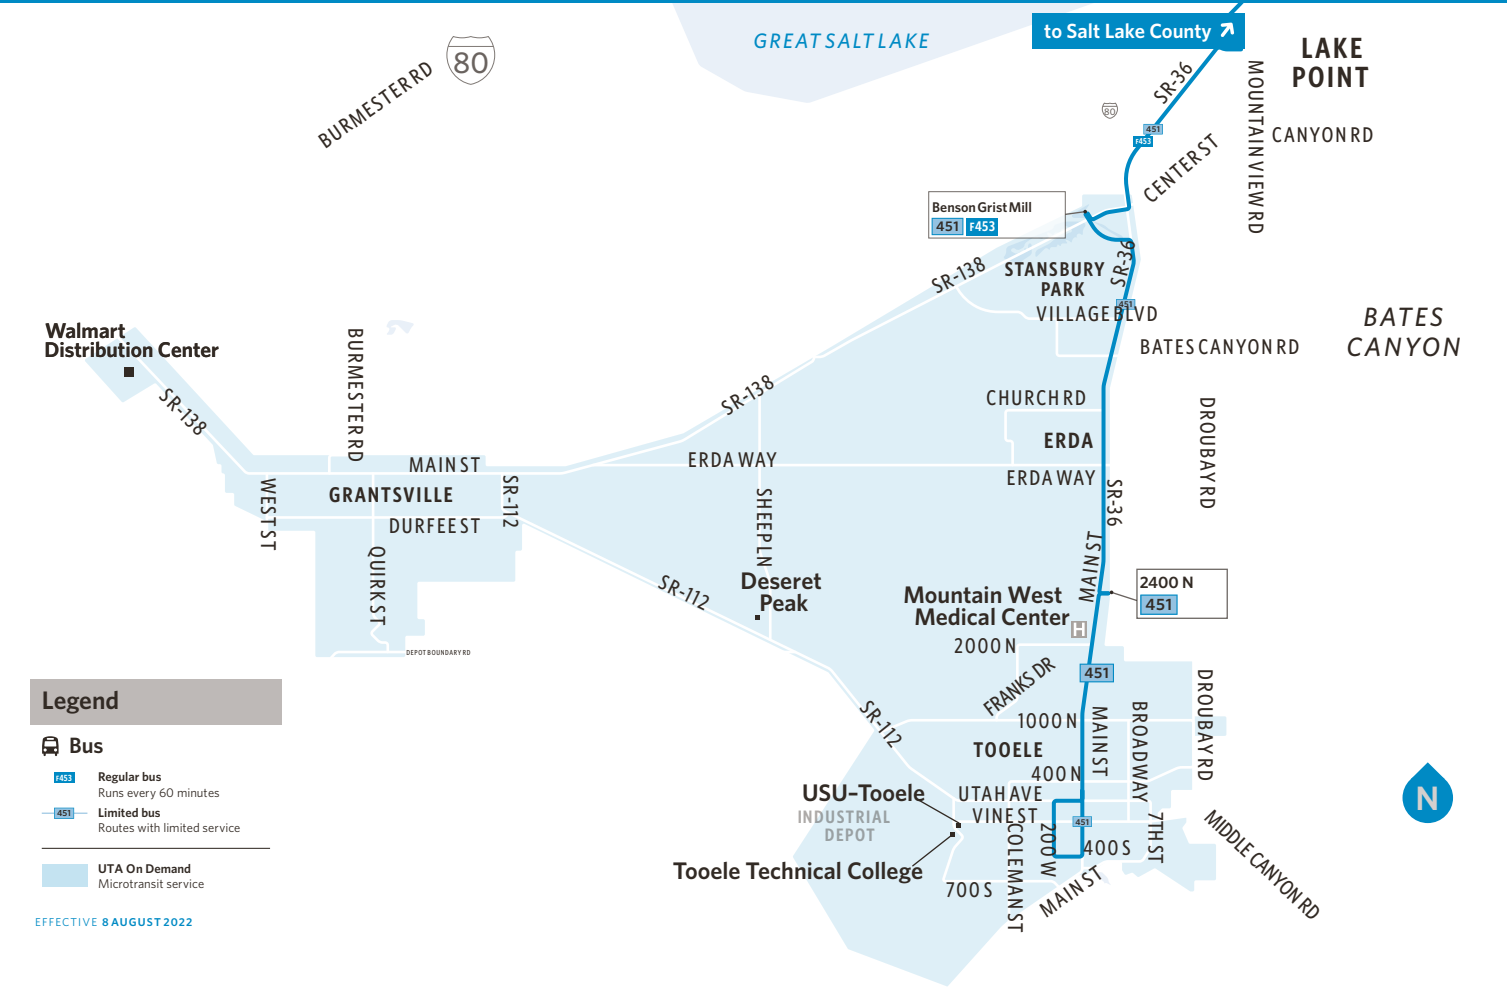 to Salt Lake County
GREAT SALT LAKE
LAKE
POINT
80
BURMESTER RD
SR-36
MOUNTAIN VIEW RD
80
451
F453
CANYON RD
CENTER ST
Benson Grist Mill
451 F453
SR-138
STANSBURY
PARK
SR-36
451
VILLAGE BLVD
BATES
CANYON
BATES CANYON RD
Walmart
Distribution Center
SR-138
BURMESTER RD
SR-138
CHURCH RD
DROUBAY RD
ERDA
MAIN ST
ERDA WAY
ERDA WAY
GRANTSVILLE
WEST ST
SR-112
SHEEP LN
SR-36
DURFEE ST
QUIRK ST
MAIN ST
SR-112
Deseret
Peak
2400 N
451
Mountain West
Medical Center
H
2000 N
DEPOT BOUNDARY RD
451
FRANKS DR
DROUBAY RD
SR-112
1000 N
MAIN ST
BROADWAY
TOOELE
400 N
USU–Tooele
UTAH AVE
INDUSTRIAL
DEPOT
VINE ST
451
COLEMAN ST
200 W
400 S
7TH ST
MIDDLE CANYON RD
Tooele Technical College
700 S
MAIN ST
N
Legend
Bus
F453
Regular bus
Runs every 60 minutes
451
Limited bus
Routes with limited service
UTA On Demand
Microtransit service
EFFECTIVE 8 AUGUST 2022